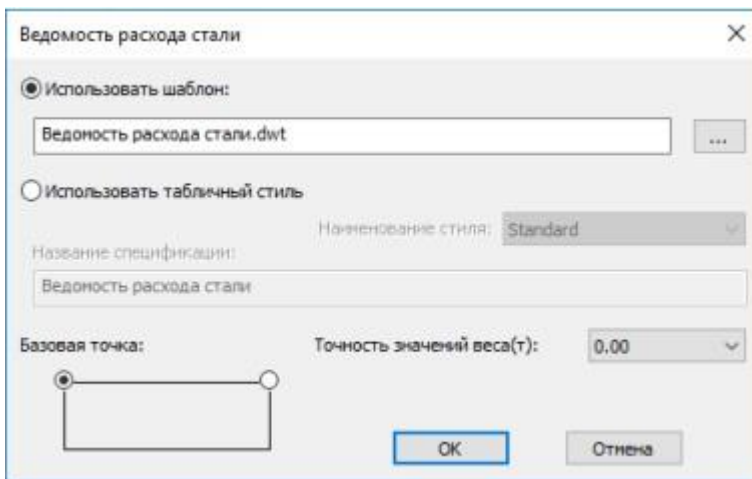 Ведомость расхода стали
Использовать шаблон:
Ведомость расхода стали.dwt
...
Использовать табличный стиль
Наименование стиля: Standard
Название спецификации:
Ведомость расхода стали
Базовая точка:
Точность значений веса(т): 0.00
OK
Отмена